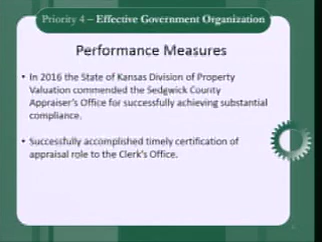 Priority 4 – Effective Government Organization
Performance Measures
• In 2016 the State of Kansas Division of Property
Valuation commended the Sedgwick County
Appraiser's Office for successfully achieving substantial
compliance.
• Successfully accomplished timely certification of
appraisal role to the Clerk's Office.